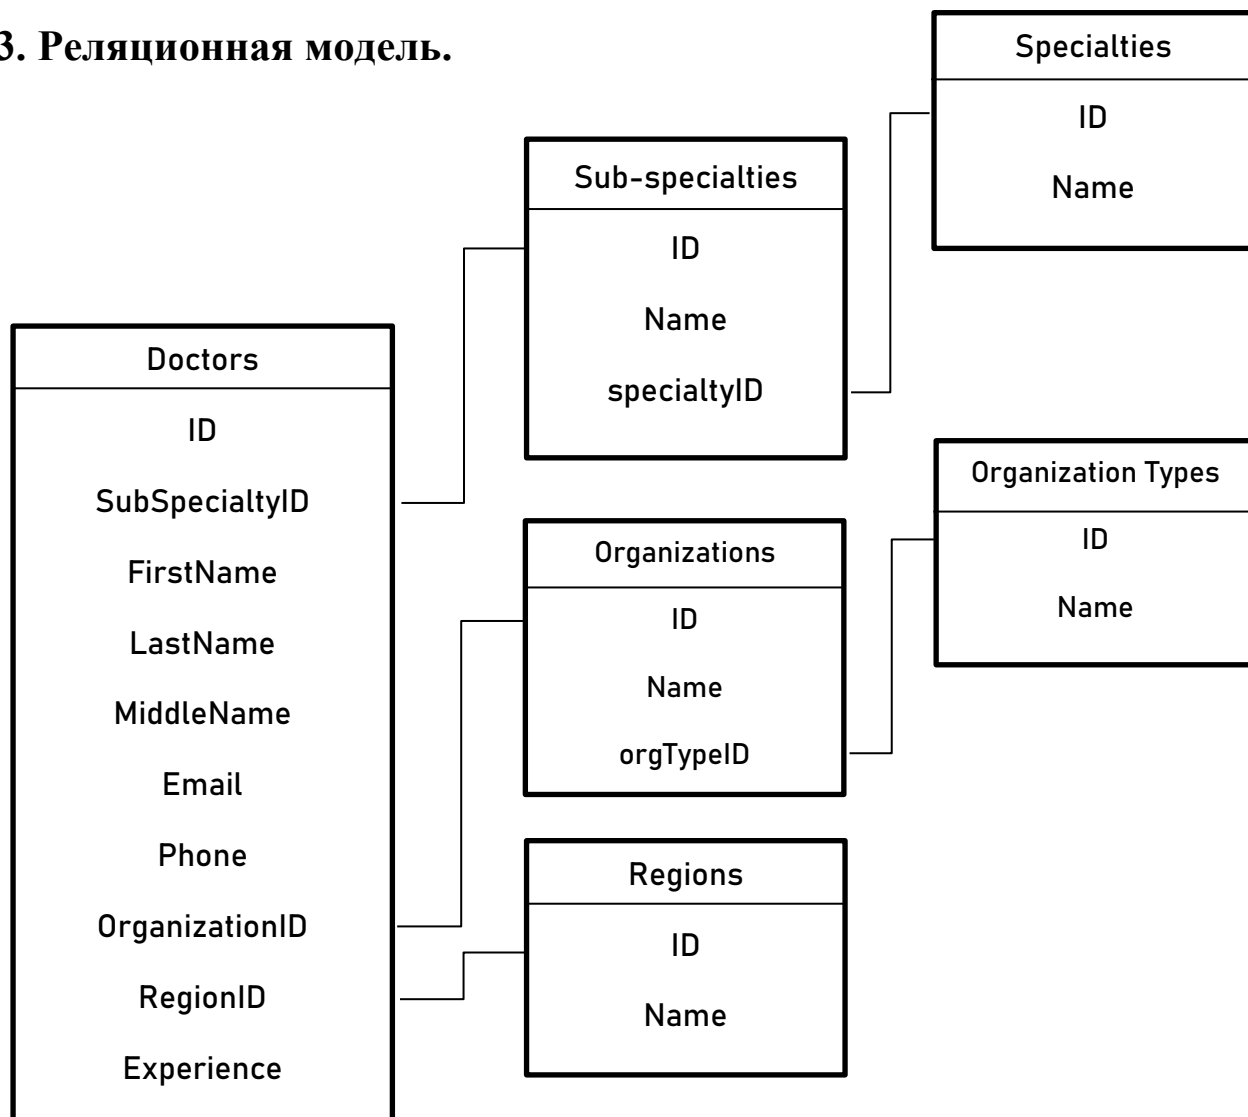 3. Реляционная модель.
Specialties
ID
Name
Sub-specialties
ID
Name
specialtyID
Doctors
ID
SubSpecialtyID
FirstName
LastName
MiddleName
Email
Phone
OrganizationID
RegionID
Experience
Organizations
ID
Name
orgTypeID
Organization Types
ID
Name
Regions
ID
Name